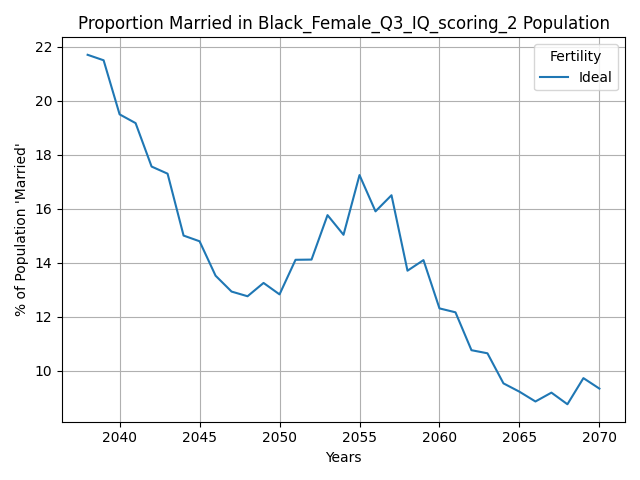 Proportion Married in Black_Female_Q3_IQ_scoring_2 Population
% of Population 'Married'
22
20
18
16
14
12
10
Fertility
Ideal
2040 2045 2050 2055 2060 2065 2070
Years